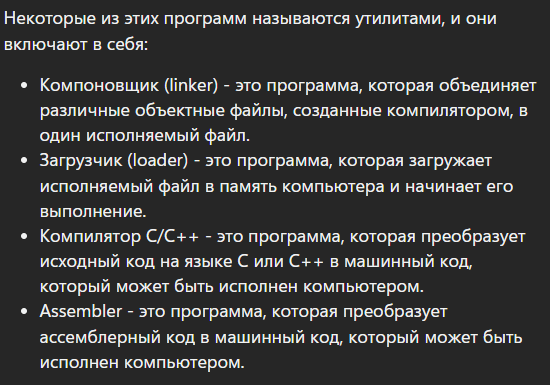 Некоторые из этих программ называются утилитами, и они
включают в себя:
• Компоновщик (linker) - это программа, которая объединяет
различные объектные файлы, созданные компилятором, в
один исполняемый файл.
• Загрузчик (loader) - это программа, которая загружает
исполняемый файл в память компьютера и начинает его
выполнение.
• Компилятор C/C++ - это программа, которая преобразует
исходный код на языке C или C++ в машинный код,
который может быть исполнен компьютером.
• Assembler - это программа, которая преобразует
ассемблерный код в машинный код, который может быть
исполнен компьютером.